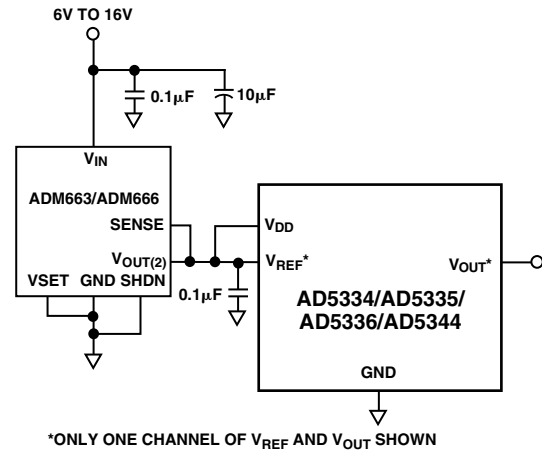 6V TO 16V
0.1μF
10μF
VIN
ADM663/ADM666
SENSE
VOUT(2)
VSET GND SHDN
0.1μF
VDD
VREF*
VOUT*
AD5334/AD5335/
AD5336/AD5344
GND
*ONLY ONE CHANNEL OF VREF AND VOUT SHOWN